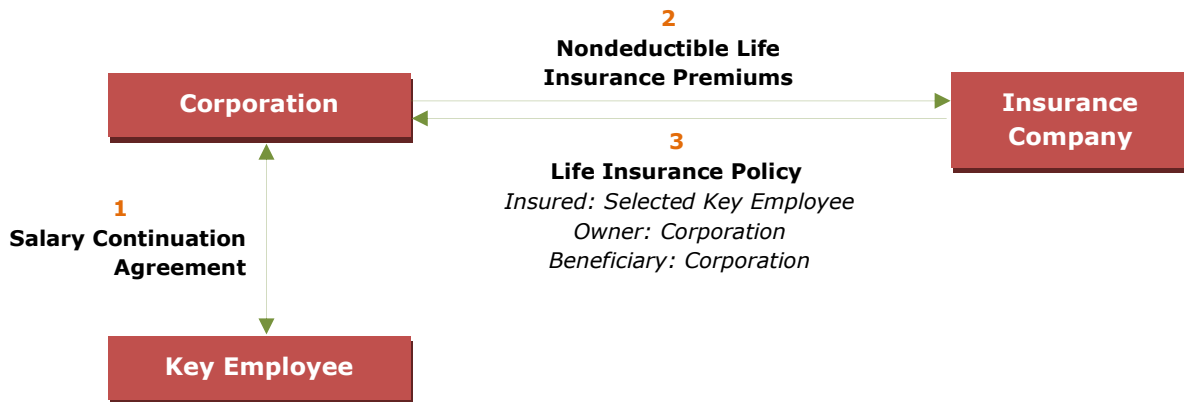 2
Nondeductible Life
Insurance Premiums
Corporation
Insurance
Company
3
Life Insurance Policy
Insured: Selected Key Employee
Owner: Corporation
Beneficiary: Corporation
1
Salary Continuation
Agreement
Key Employee